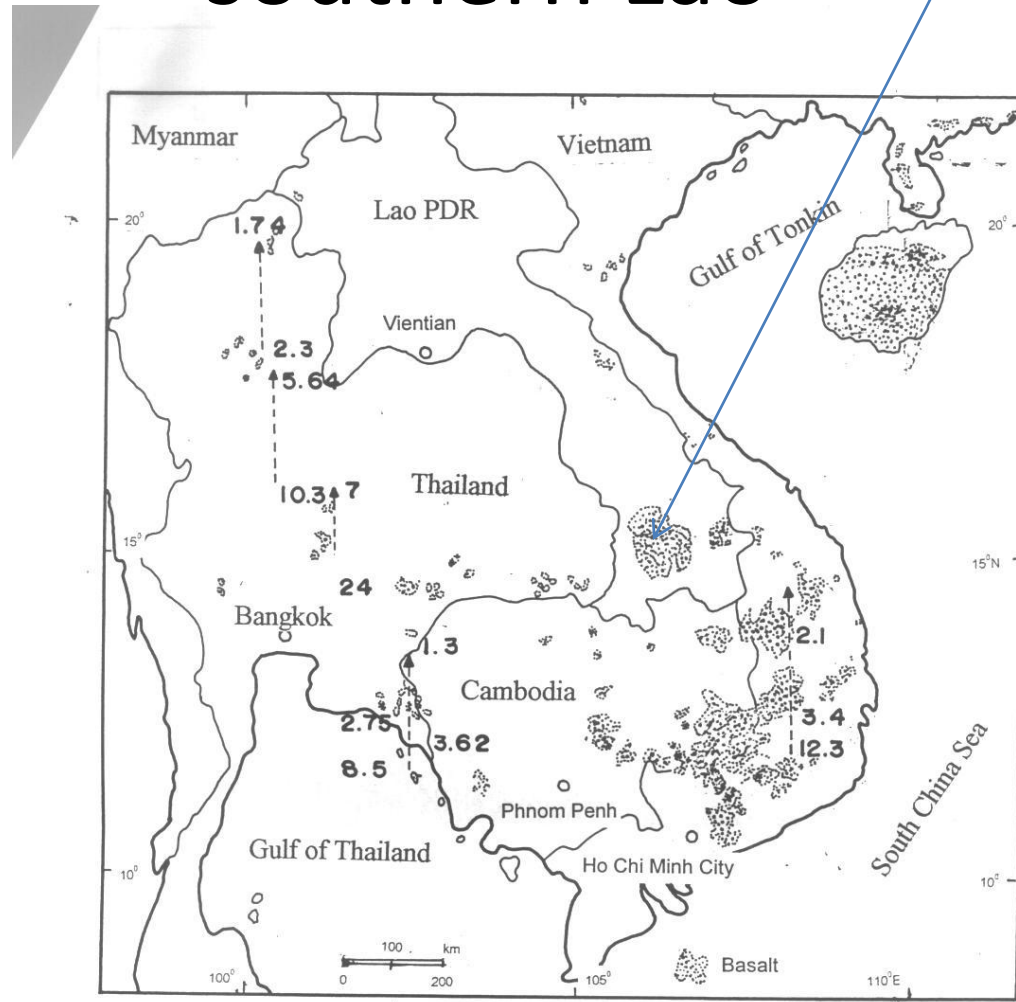 Southern Lao
Myanmar
Vietnam
Lao PDR
Gulf of Tonkin
20°
20°
1.74
Vientian
2.3
5.64
10.3
7
Thailand
15°
15°N
24
Bangkok
1.3
2.1
Cambodia
2.75
3.62
3.4
12.3
8.5
Phnom Penh
South China Sea
Gulf of Thailand
Ho Chi Minh City
10°
10°
100 km
0 200
Basalt
100°
105°
110°E